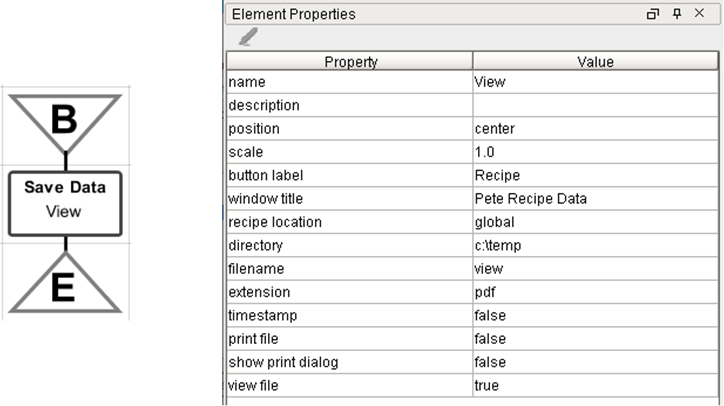 B
Save Data
View
E
Element Properties
Property Value
name View
description
position center
scale 1.0
button label Recipe
window title Pete Recipe Data
recipe location global
directory c:\temp
filename view
extension pdf
timestamp false
print file false
show print dialog false
view file true